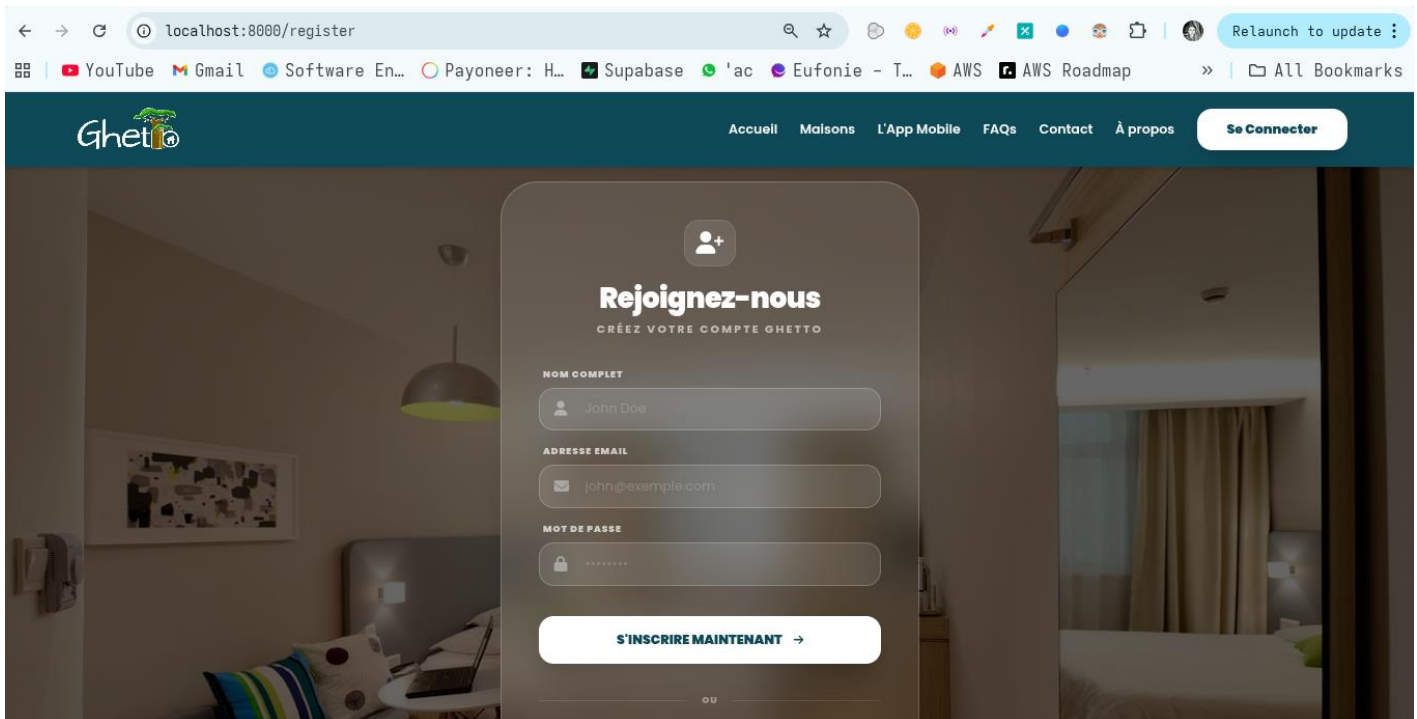 localhost:8000/register
Relaunch to update
YouTube Gmail Software En… Payoneer: H… Supabase 'ac Eufonie – T… AWS AWS Roadmap » All Bookmarks
Ghetto
Accueil Maisons L'App Mobile FAQs Contact À propos Se Connecter
Rejoignez-nous
CRÉEZ VOTRE COMPTE GHETTO
NOM COMPLET
John Doe
ADRESSE EMAIL
john@exemple.com
MOT DE PASSE
········
S'INSCRIRE MAINTENANT →
OU